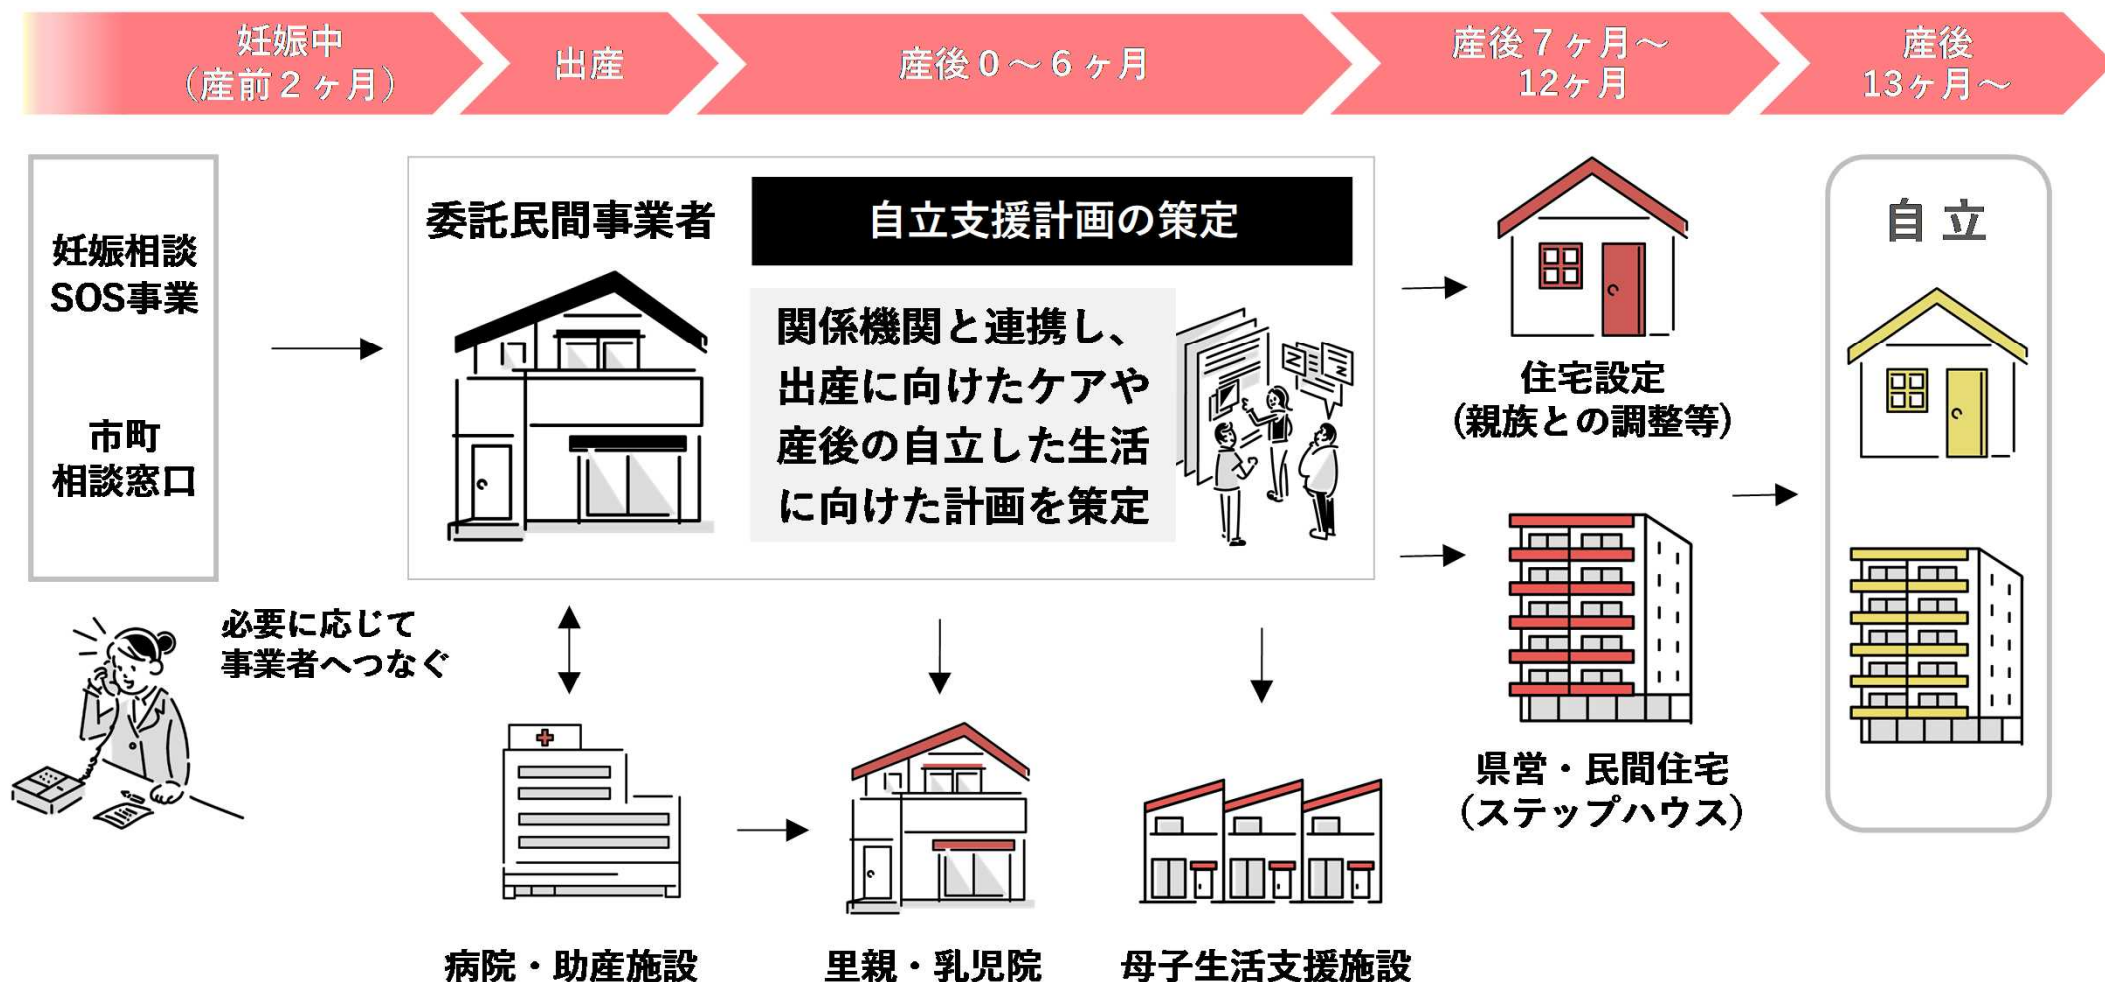 妊娠中
（産前２ヶ月）
出産
産後０～６ヶ月
産後７ヶ月～
12ヶ月
産後
13ヶ月～
妊娠相談
SOS事業
市町
相談窓口
必要に応じて
事業者へつなぐ
委託民間事業者
自立支援計画の策定
関係機関と連携し、
出産に向けたケアや
産後の自立した生活
に向けた計画を策定
住宅設定
(親族との調整等)
県営・民間住宅
(ステップハウス)
自立
病院・助産施設
里親・乳児院
母子生活支援施設